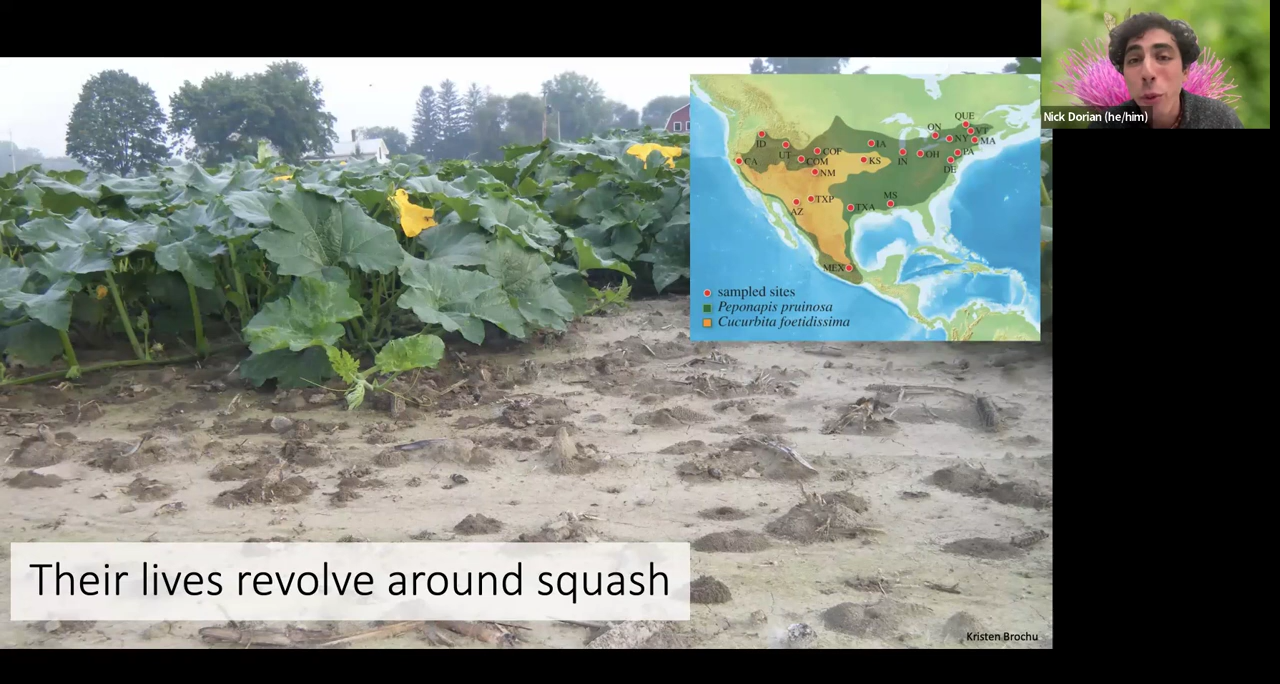 Nick Dorian (he/him)
QUE
ON
VT
NY
MA
ID
IA
UT
COF
PA
CA
COM
KS
IN
OH
DE
NM
TXP
MS
AZ
TXA
MEX
sampled sites
Peponapis pruinosa
Cucurbita foetidissima
Their lives revolve around squash
Kristen Brochu